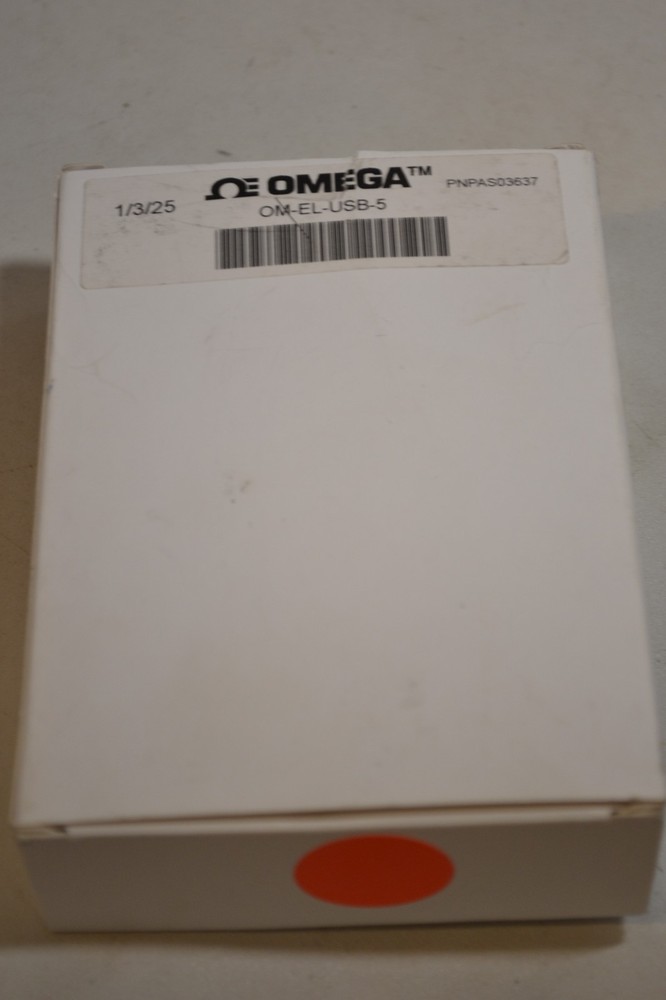 OMEGA™
PNPAS03637
1/3/25
OM-EL-USB-5